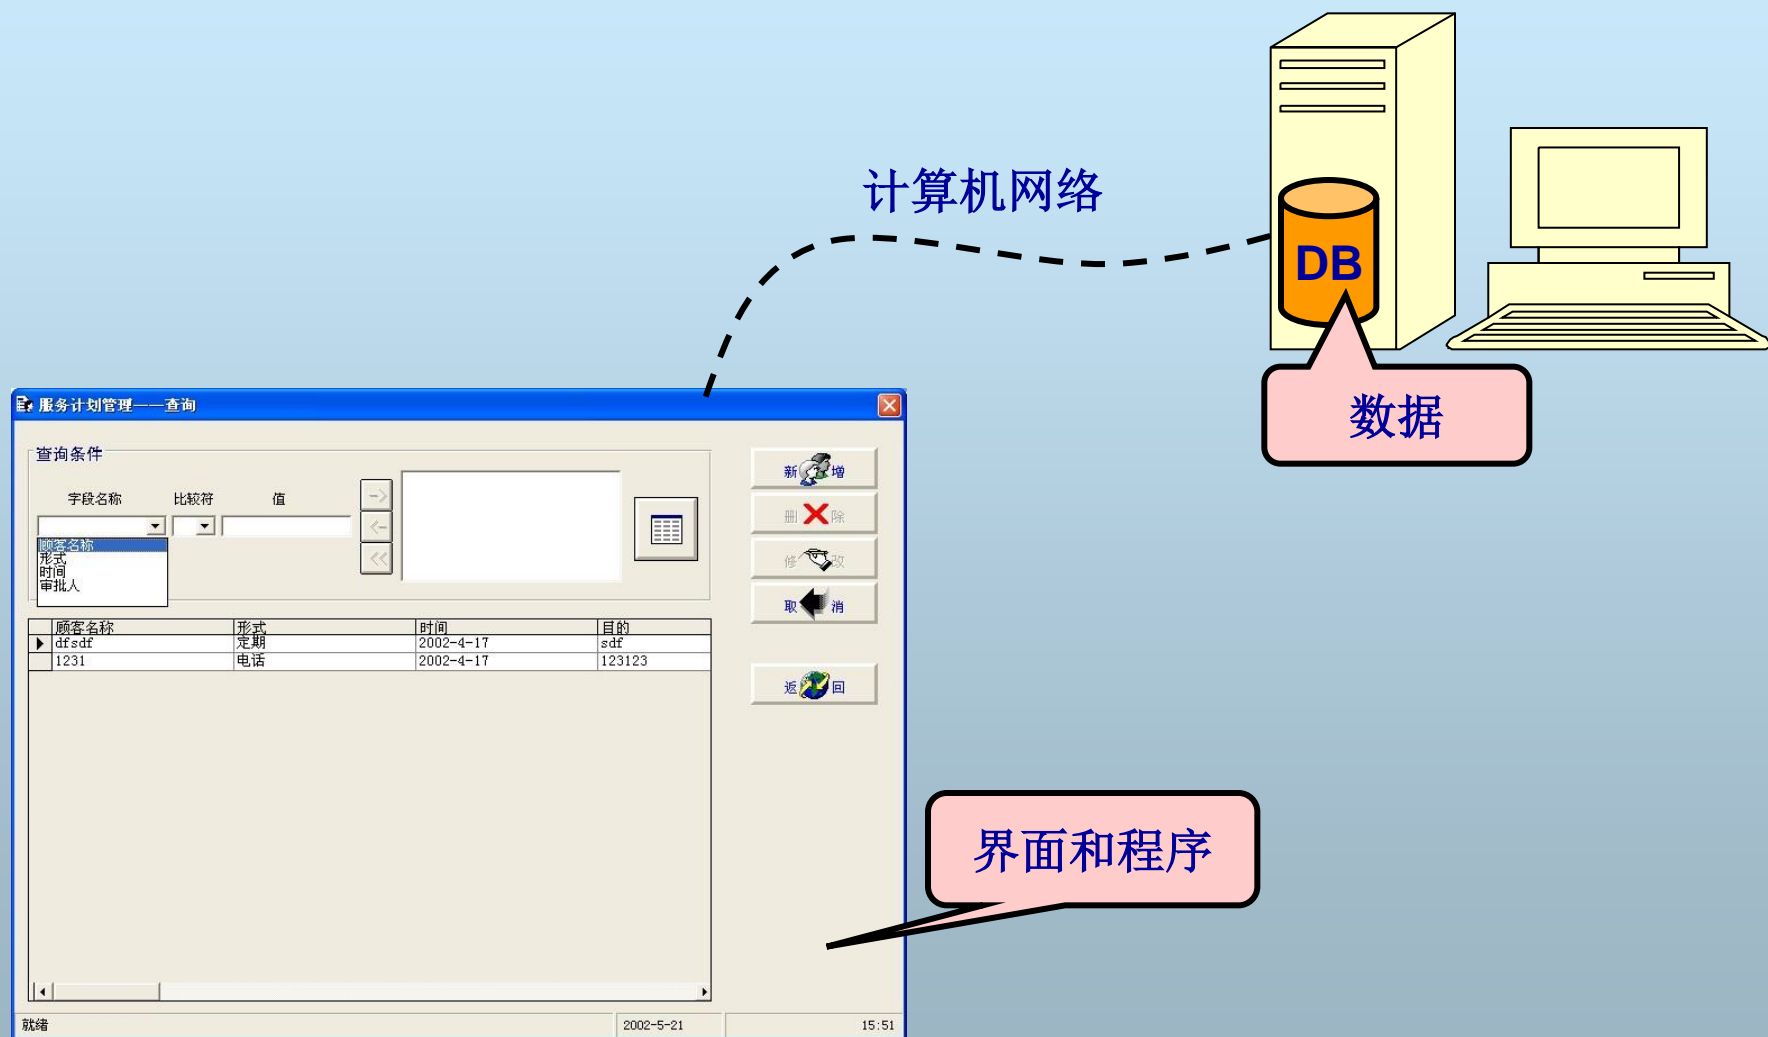 计算机网络
DB
数据
服务计划管理——查询
查询条件
字段名称 比较符 值
->
<-
<<
顾客名称
形式
时间
审批人
新增
删除
修改
取消
返回
顾客名称 形式 时间 目的
dfsdf 定期 2002-4-17 sdf
1231 电话 2002-4-17 123123
界面和程序
就绪 2002-5-21 15:51